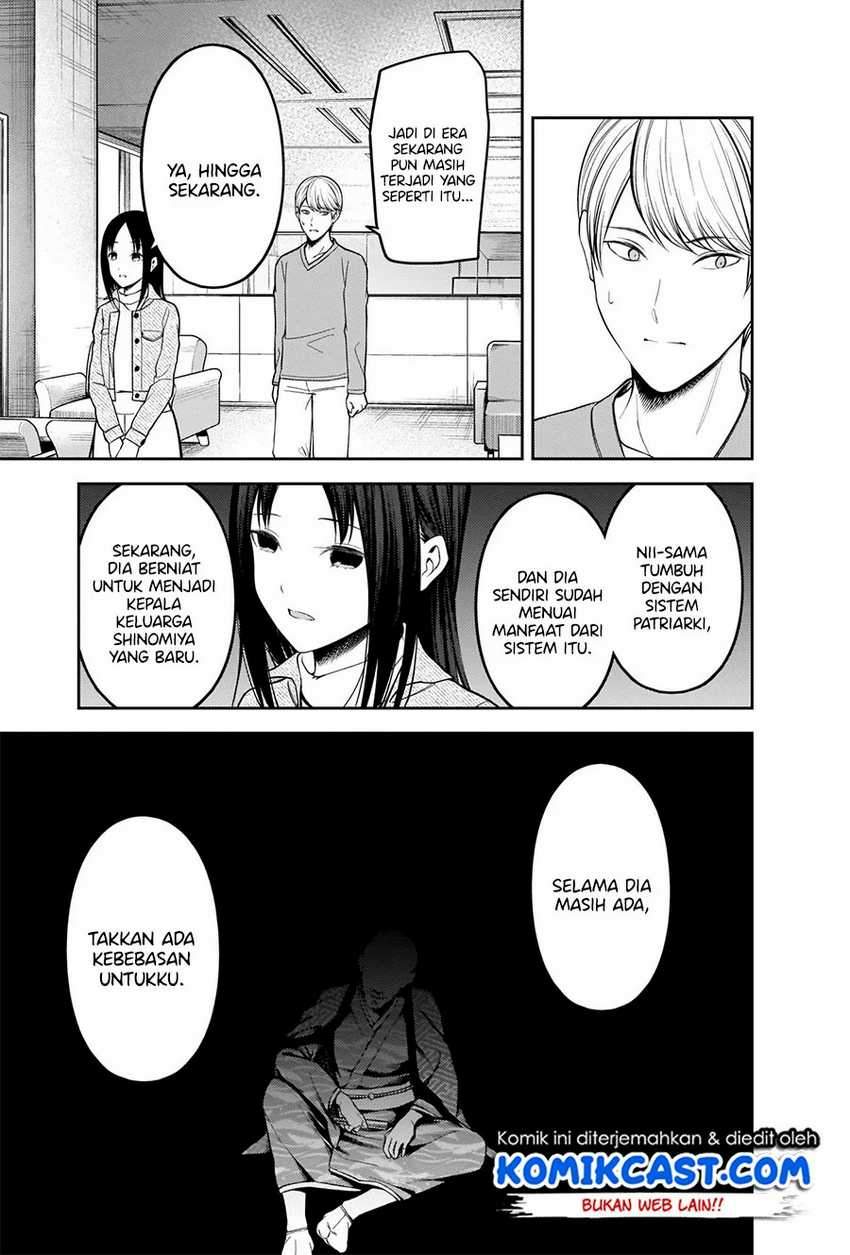 JADI DI ERA
SEKARANG
PUN MASIH
TERJADI YANG
SEPERTI ITU...
YA, HINGGA
SEKARANG.
NII-SAMA
TUMBUH
DENGAN
SISTEM
PATRIARKI,
DAN DIA
SENDIRI SUDAH
MENUAI
MANFAAT DARI
SISTEM ITU.
SEKARANG,
DIA BERNIAT
UNTUK MENJADI
KEPALA
KELUARGA
SHINOMIYA
YANG BARU.
SELAMA DIA
MASIH ADA,
TAKKAN ADA
KEBEBASAN
UNTUKKU.
Komik ini diterjemahkan & diedit oleh
KOMIKCAST.COM
BUKAN WEB LAIN!!